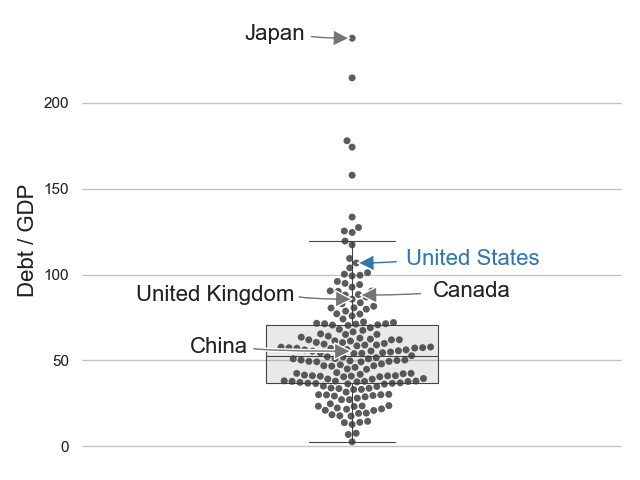 Japan
200
150
United States
100
Canada
United Kingdom
China
50
0
Debt / GDP